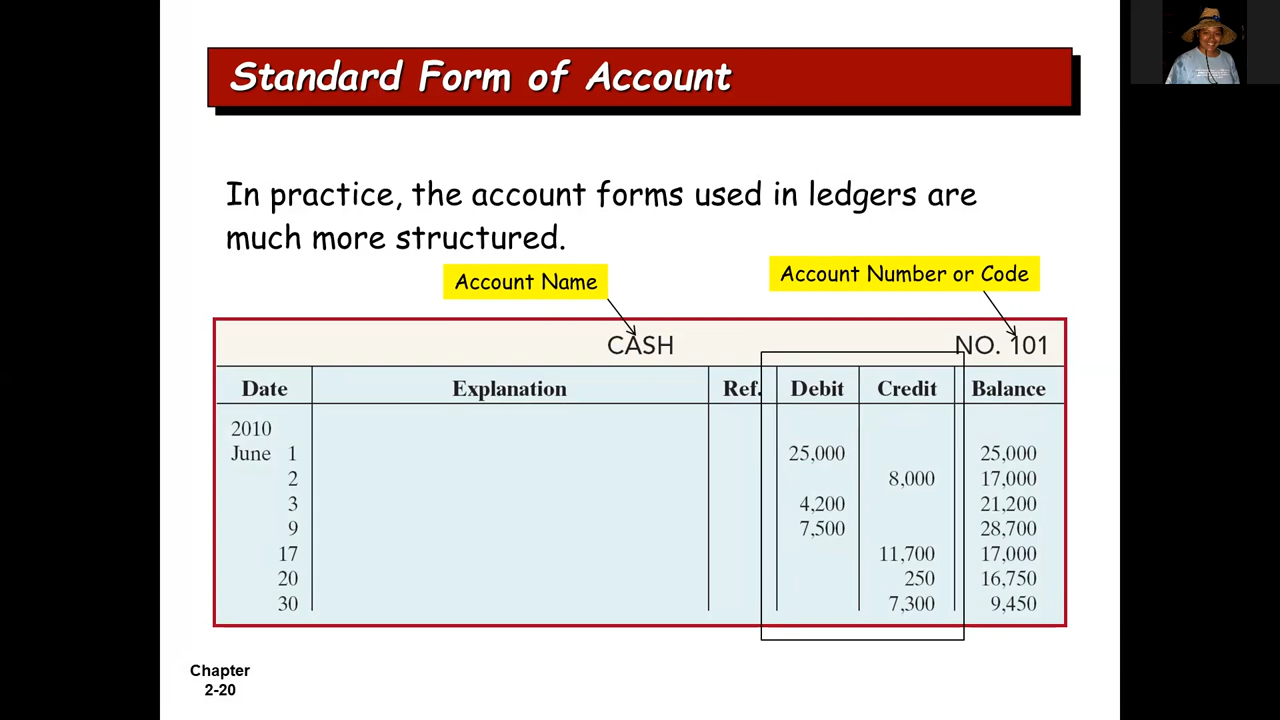 Standard Form of Account
In practice, the account forms used in ledgers are
much more structured.
Account Name
Account Number or Code
CASH NO. 101
Date Explanation Ref. Debit Credit Balance
2010
June 1 25,000 25,000
2 8,000 17,000
3 4,200 21,200
9 7,500 28,700
17 11,700 17,000
20 250 16,750
30 7,300 9,450
Chapter
2-20